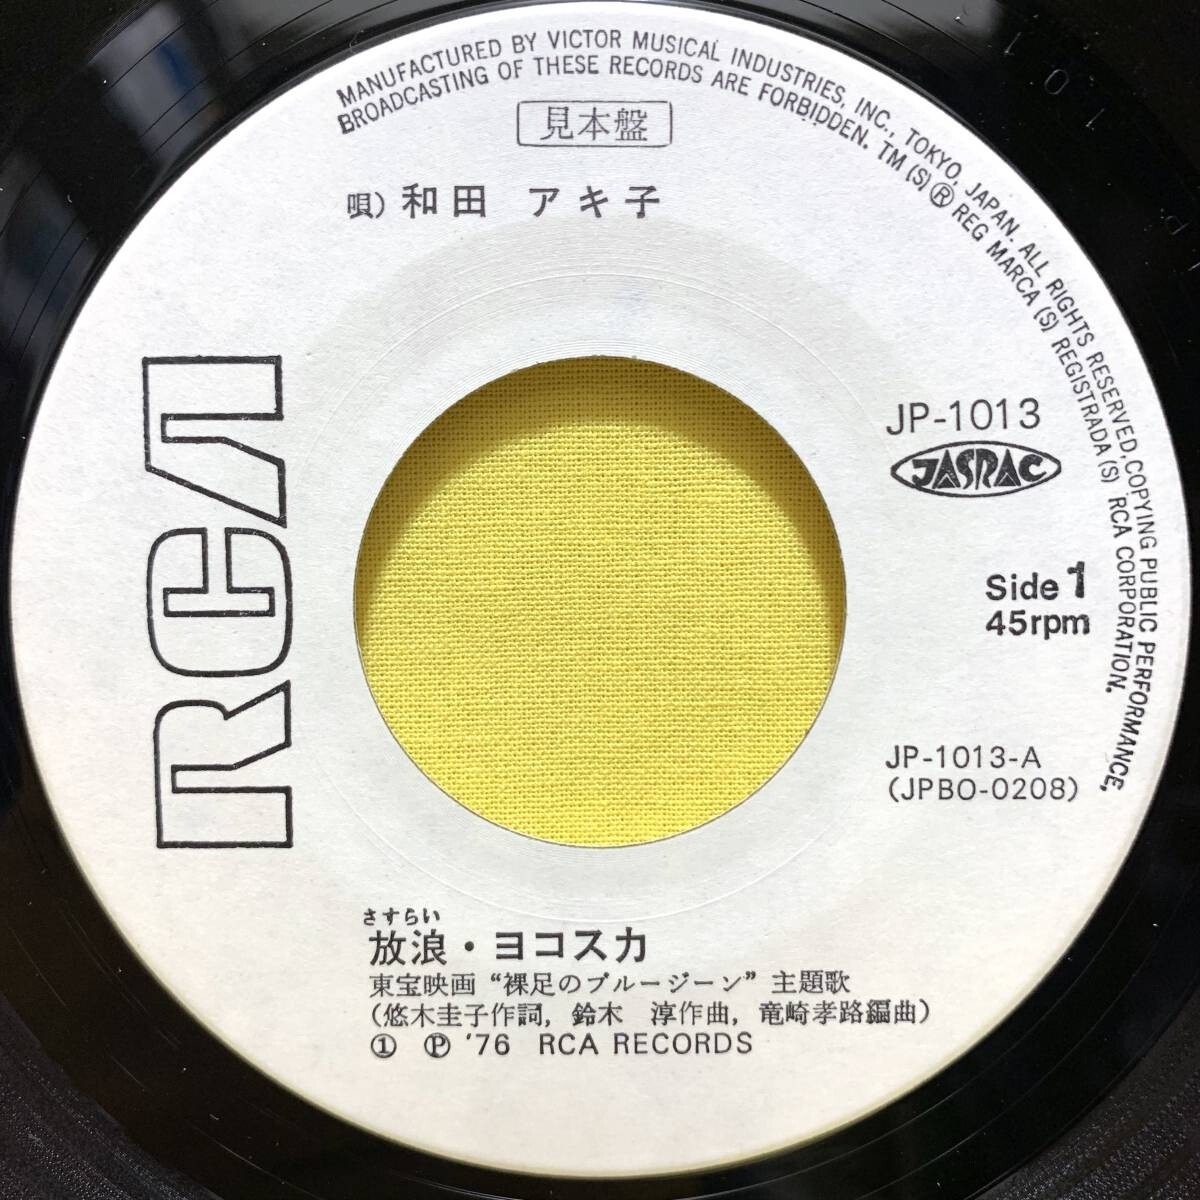 MANUFACTURED BY VICTOR MUSICAL INDUSTRIES, INC., TOKYO, JAPAN. ALL RIGHTS RESERVED, COPYING PUBLIC PERFORMANCE,
BROADCASTING OF THESE RECORDS ARE FORBIDDEN. TM (S) ® REG MARCA (S) REGISTRADA (S) RCA CORPORATION.
見本盤
唄) 和田 アキ子
RCA
JP-1013
JASRAC
Side 1
45rpm
JP-1013-A
(JPBO-0208)
さすらい
放浪・ヨコスカ
東宝映画 “裸足のブルージーン” 主題歌
(悠木圭子作詞, 鈴木 淳作曲, 竜崎孝路編曲)
① Ⓟ '76 RCA RECORDS